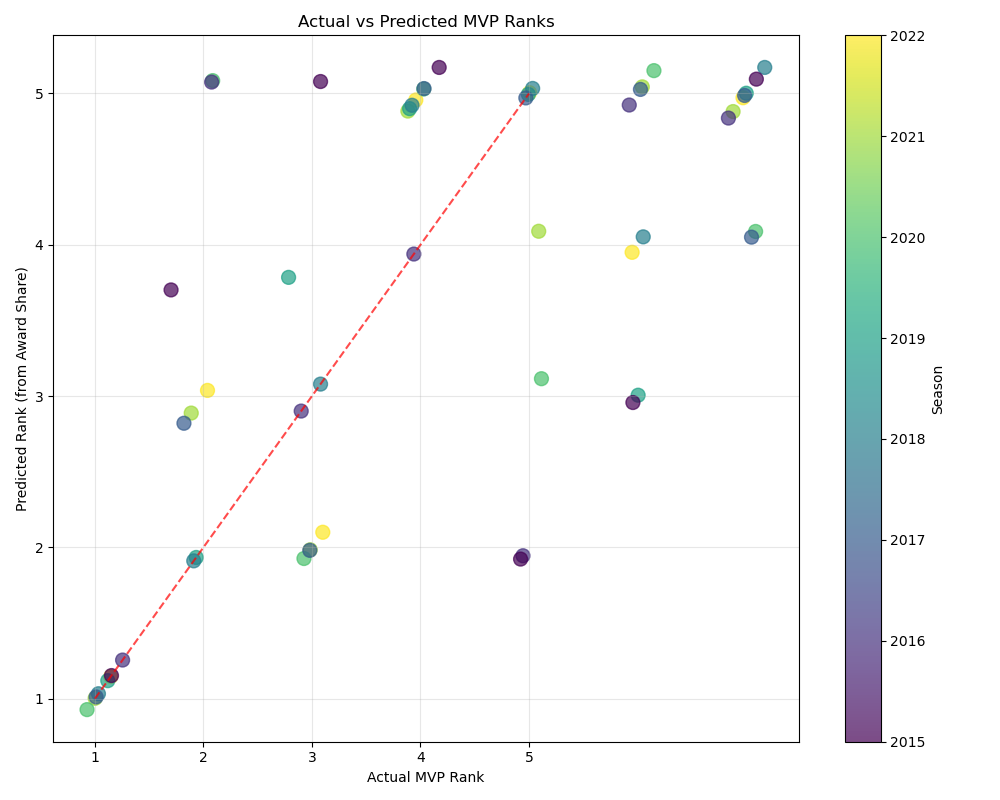 Actual vs Predicted MVP Ranks
Predicted Rank (from Award Share)
5
4
3
2
1
1 2 3 4 5
Actual MVP Rank
2022
2021
2020
2019
2018
2017
2016
2015
Season